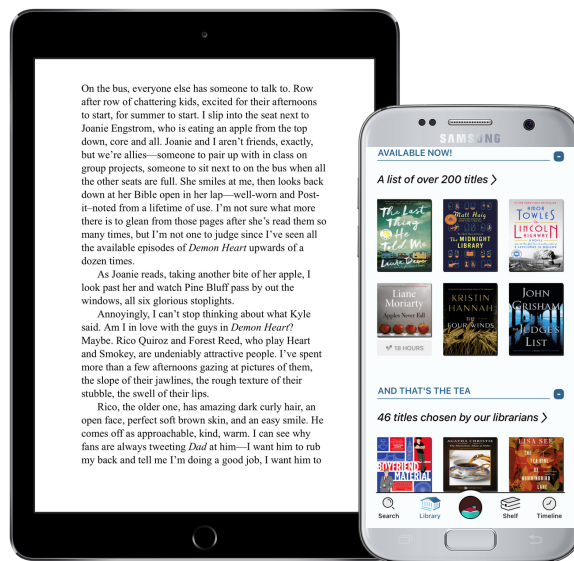 On the bus, everyone else has someone to talk to. Row
after row of chattering kids, excited for their afternoons
to start, for summer to start. I slip into the seat next to
Joanie Engstrom, who is eating an apple from the top
down, core and all. Joanie and I aren’t friends, exactly,
but we’re allies—someone to pair up with in class on
group projects, someone to sit next to on the bus when all
the other seats are full. She smiles at me, then looks back
down at her Bible open in her lap—well-worn and Post-
it–noted from a lifetime of use. I’m not sure what more
there is to glean from those pages after she’s read them so
many times, but I’m not one to judge since I’ve seen all
the available episodes of Demon Heart upwards of a
dozen times.
As Joanie reads, taking another bite of her apple, I
look past her and watch Pine Bluff pass by out the
windows, all six glorious stoplights.
Annoyingly, I can’t stop thinking about what Kyle
said. Am I in love with the guys in Demon Heart?
Maybe. Rico Quiroz and Forest Reed, who play Heart
and Smokey, are undeniably attractive people. I’ve spent
more than a few afternoons gazing at pictures of them,
the slope of their jawlines, the rough texture of their
stubble, the swell of their lips.
Rico, the older one, has amazing dark curly hair, an
open face, perfect soft brown skin, and an easy smile. He
comes off as approachable, kind, warm. I can see why
fans are always tweeting Dad at him—I want him to rub
my back and tell me I’m doing a good job, I want him to
SAMSUNG
AVAILABLE NOW!
A list of over 200 titles
The Last
Thing
He
Told Me
Laura Dave
Matt Haig
The MIDNIGHT
LIBRARY
AMOR
TOWLES
The
LINCOLN
HIGHWAY
Liane
Moriarty
Apples Never Fall
18 HOURS
KRISTIN
HANNAH
THE
FOUR WINDS
JOHN
GRISHAM
THE JUDGE'S
LIST
AND THAT'S THE TEA
46 titles chosen by our librarians
BOYFRIEND
MATERIAL
AGATHA CHRISTIE
LISA SEE
THE
TEA GIRL
OF
HUMMINGBIRD
LANE
Search
Library
Shelf
Timeline